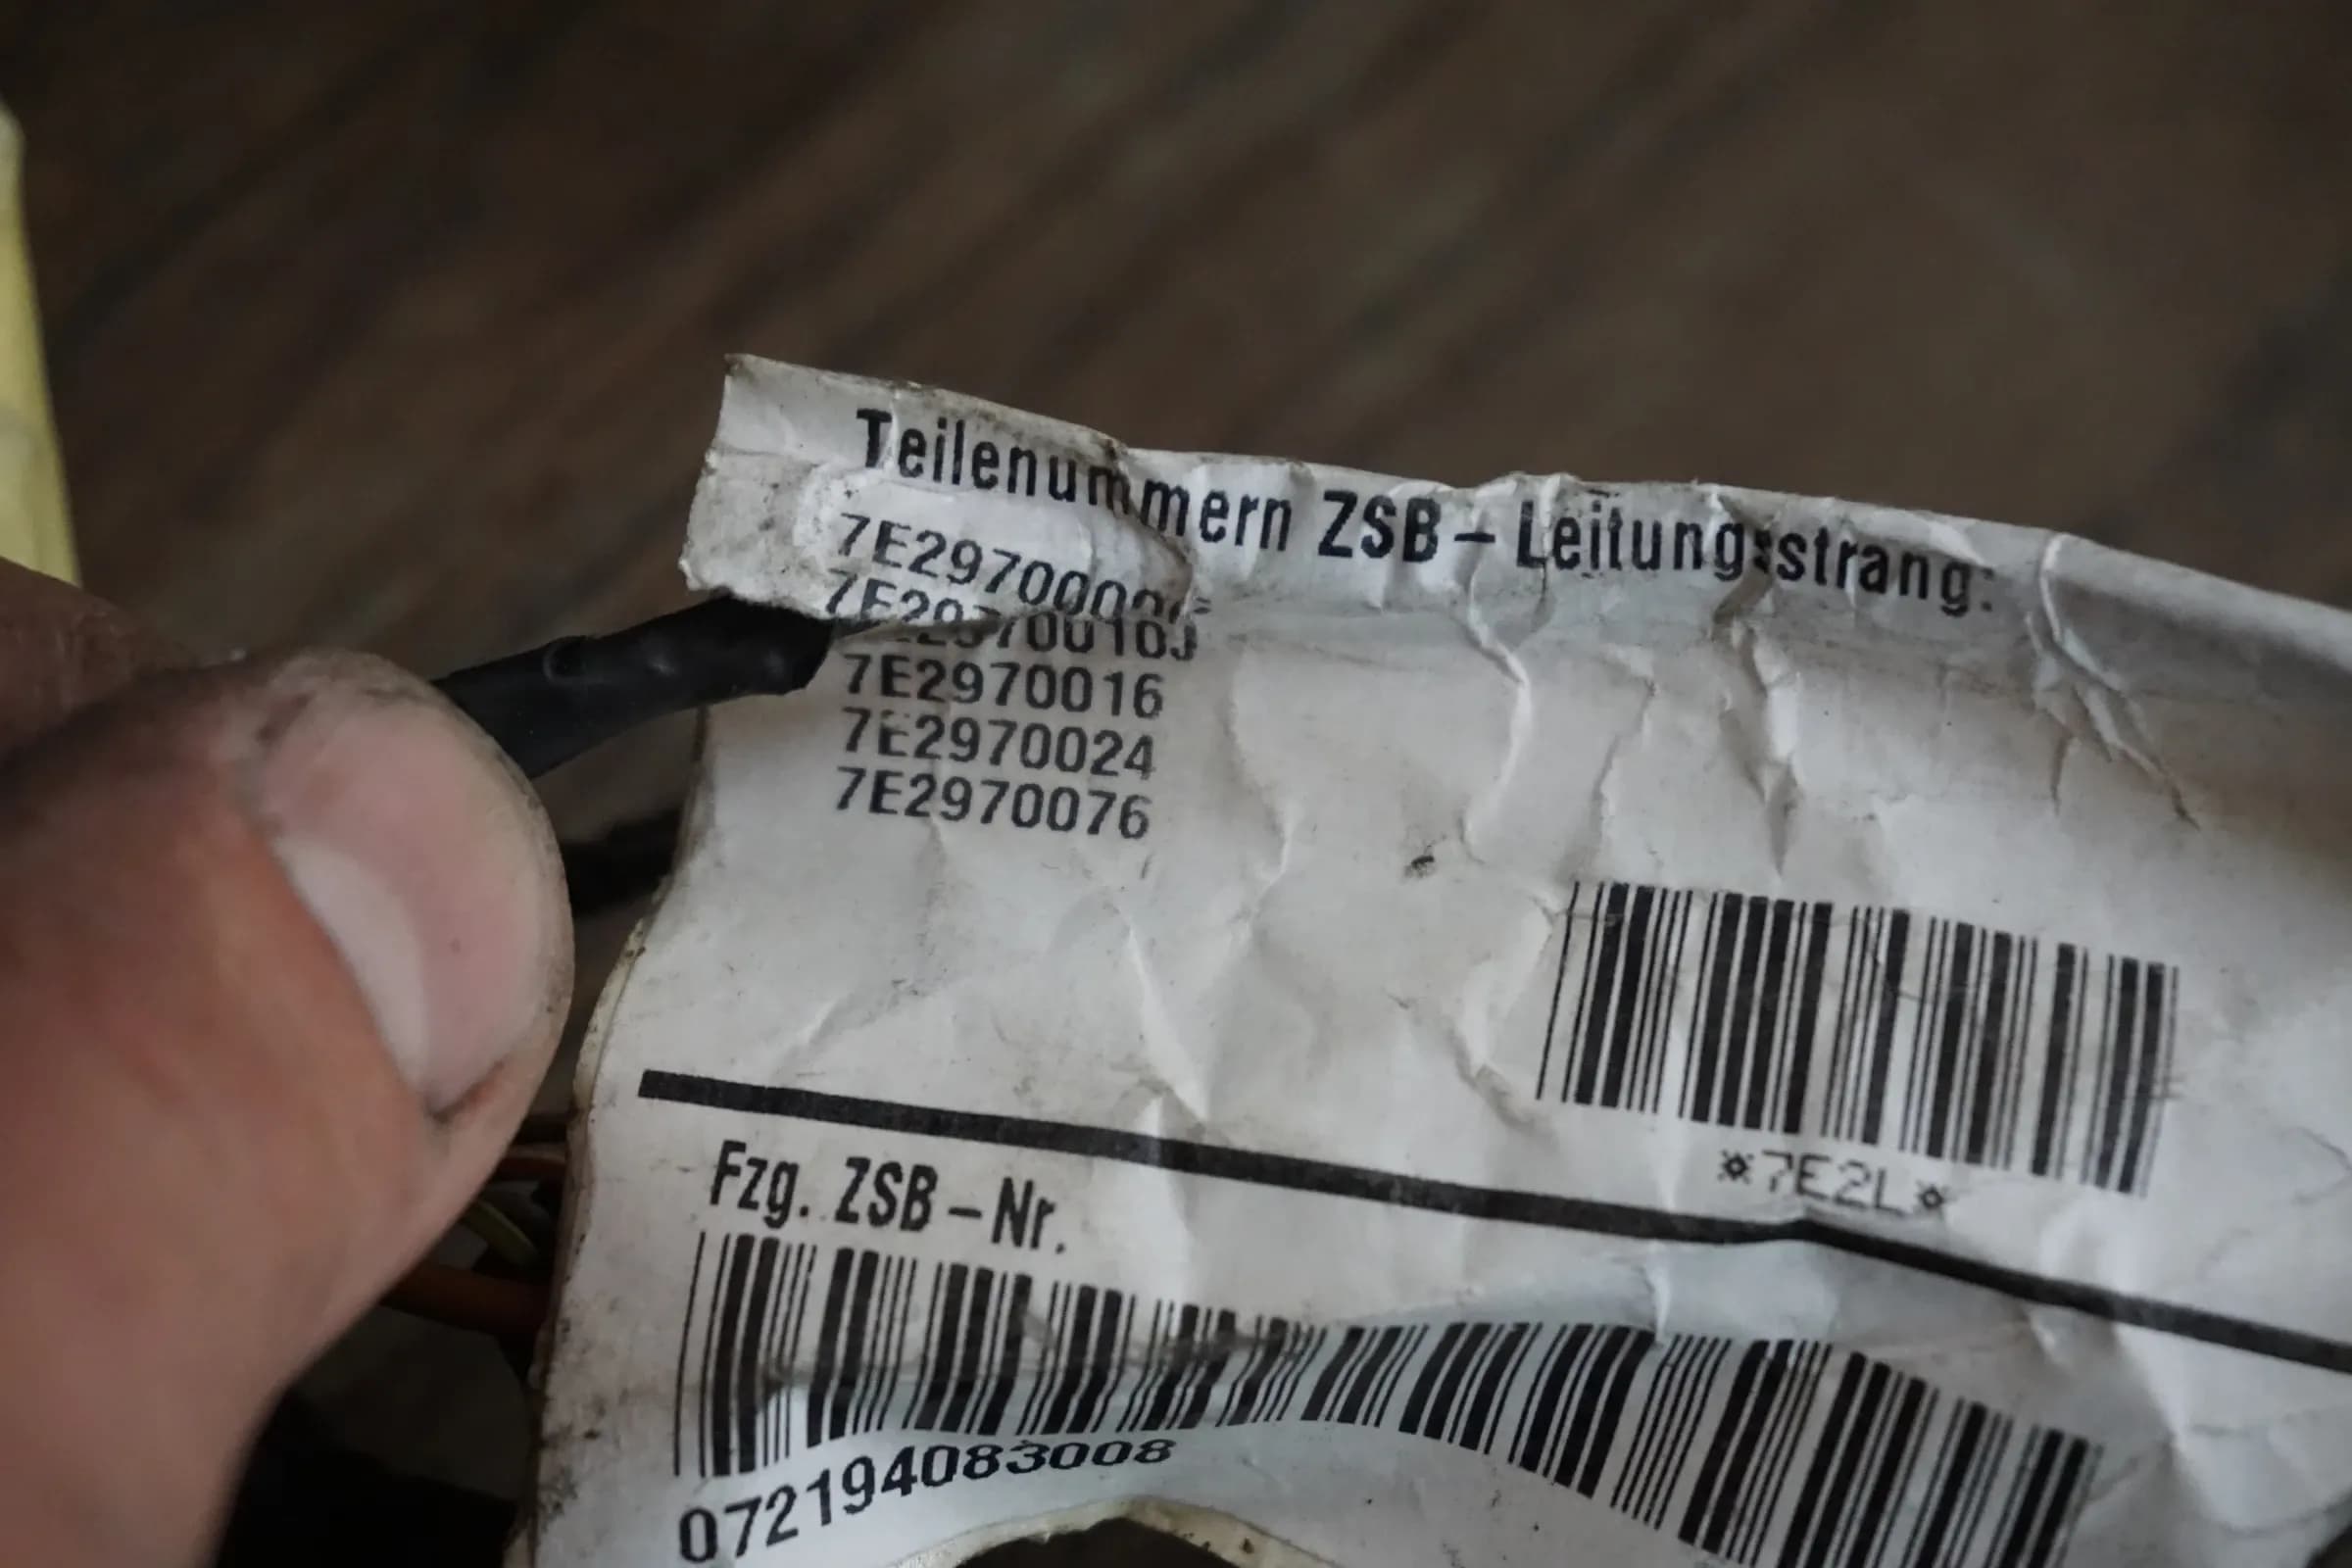 Teilenummern ZSB – Leitungsstrang:
7E2970016
7E2970024
7E2970076
*7E2L*
Fzg. ZSB – Nr.
072194083008